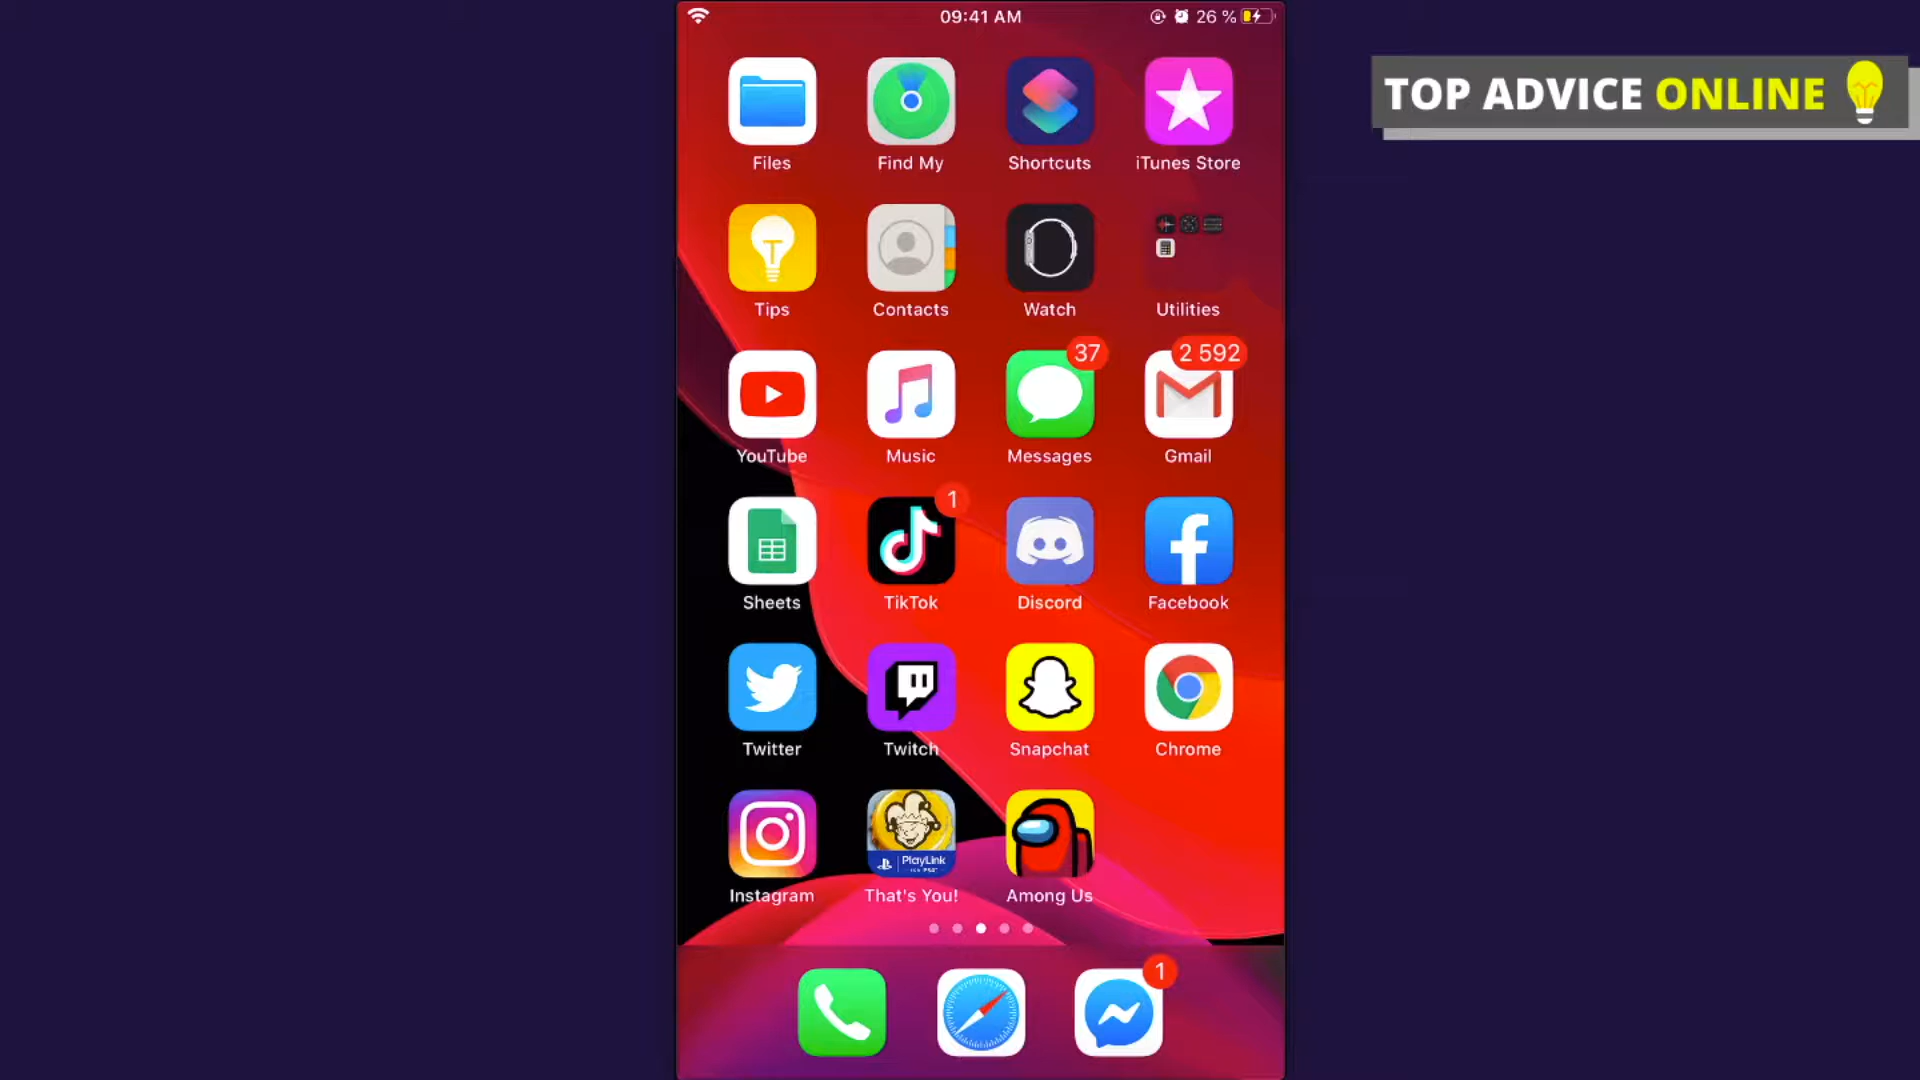 09:41 AM
26 %
TOP ADVICE ONLINE
Files
Find My
Shortcuts
iTunes Store
Tips
Contacts
Watch
Utilities
37
2 592
YouTube
Music
Messages
Gmail
1
Sheets
TikTok
Discord
Facebook
Twitter
Twitch
Snapchat
Chrome
PlayLink
Instagram
That's You!
Among Us
1